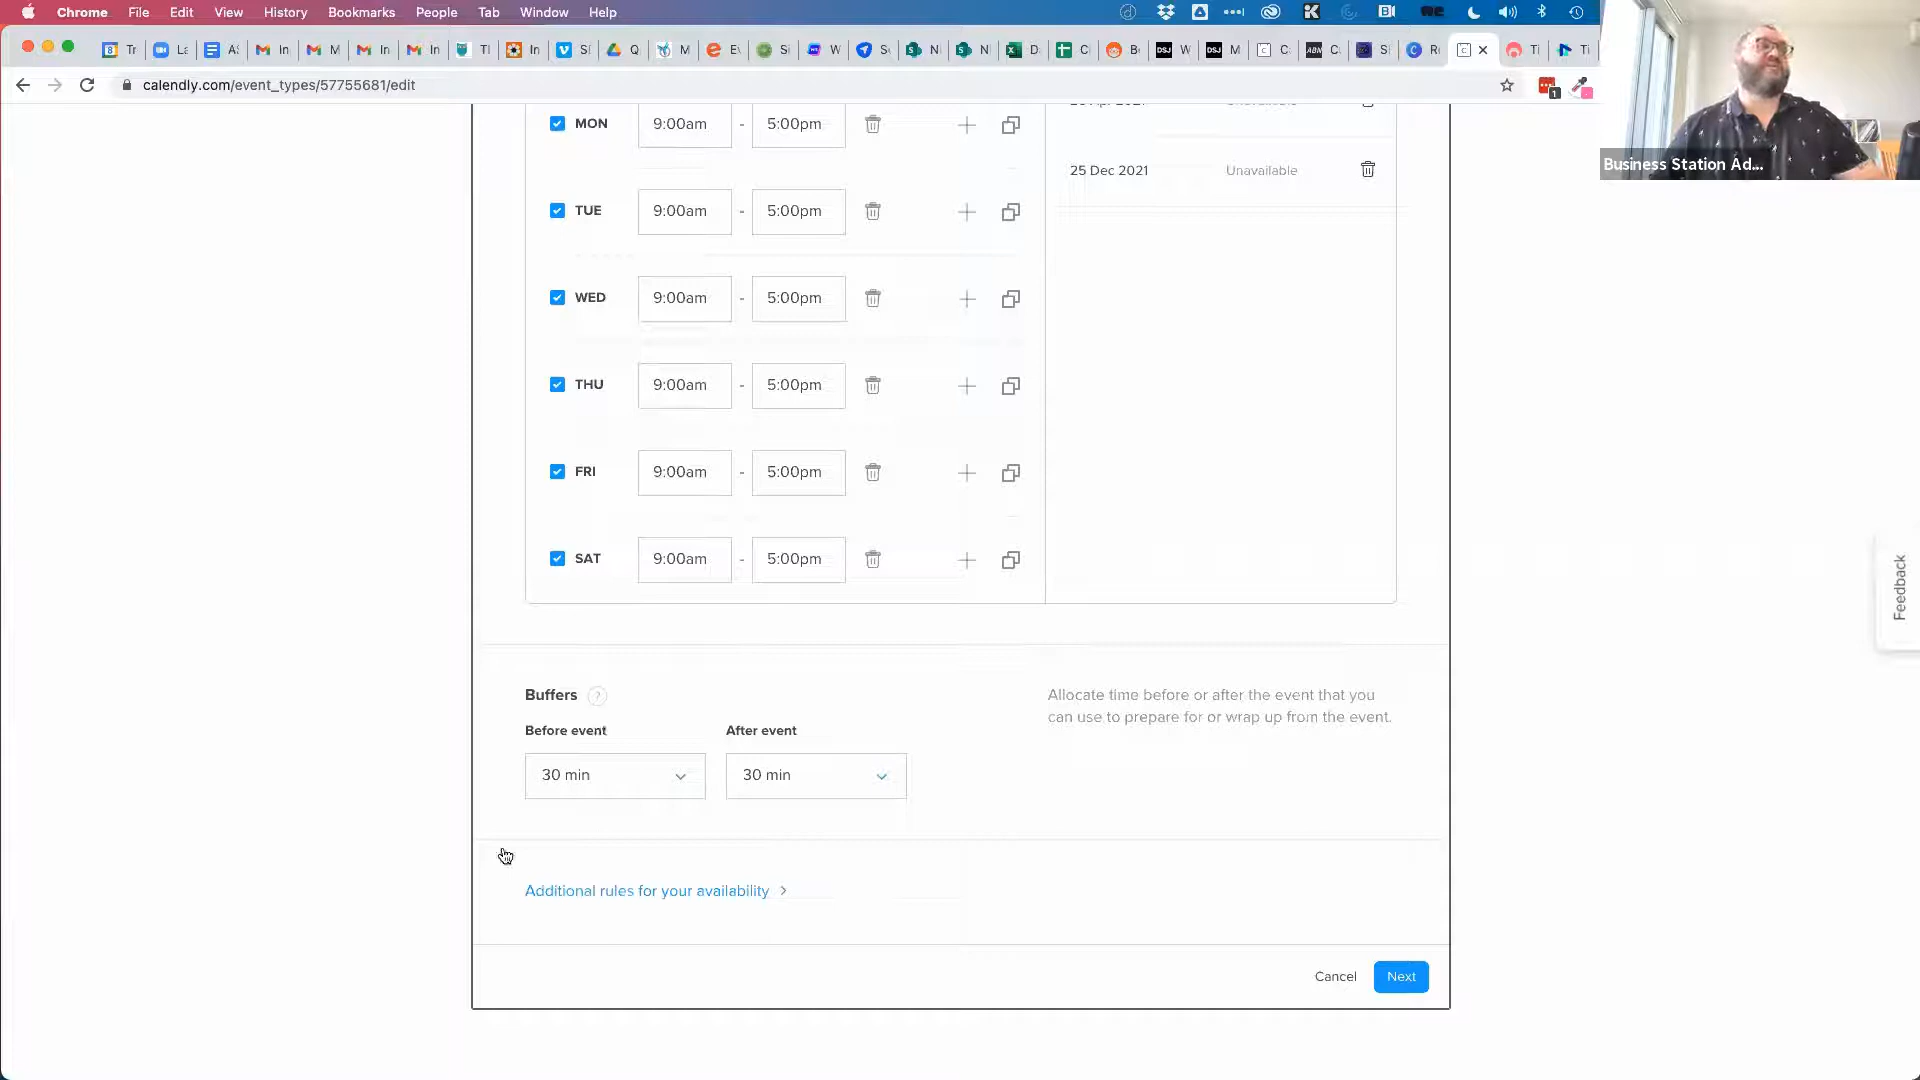 Chrome File Edit View History Bookmarks People Tab Window Help
calendly.com/event_types/57755681/edit
Business Station Ad...
MON 9:00am - 5:00pm
25 Dec 2021 Unavailable
TUE 9:00am - 5:00pm
WED 9:00am - 5:00pm
THU 9:00am - 5:00pm
FRI 9:00am - 5:00pm
SAT 9:00am - 5:00pm
Feedback
Buffers ?
Allocate time before or after the event that you
can use to prepare for or wrap up from the event.
Before event After event
30 min 30 min
Additional rules for your availability >
Cancel Next